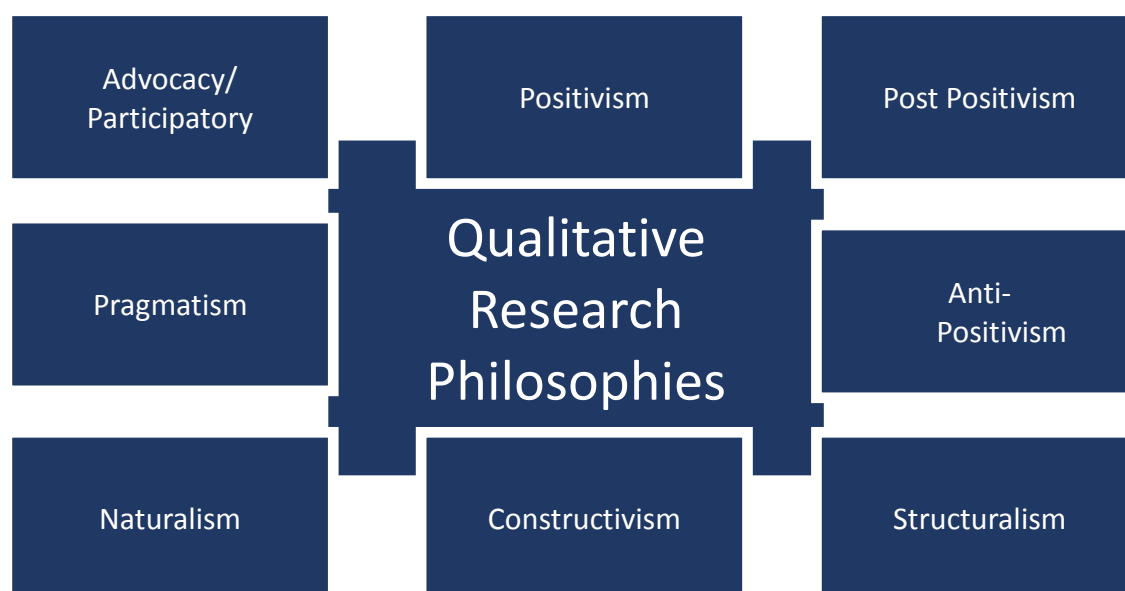 Advocacy/
Participatory
Positivism
Post Positivism
Qualitative
Research
Philosophies
Pragmatism
Anti-
Positivism
Naturalism
Constructivism
Structuralism